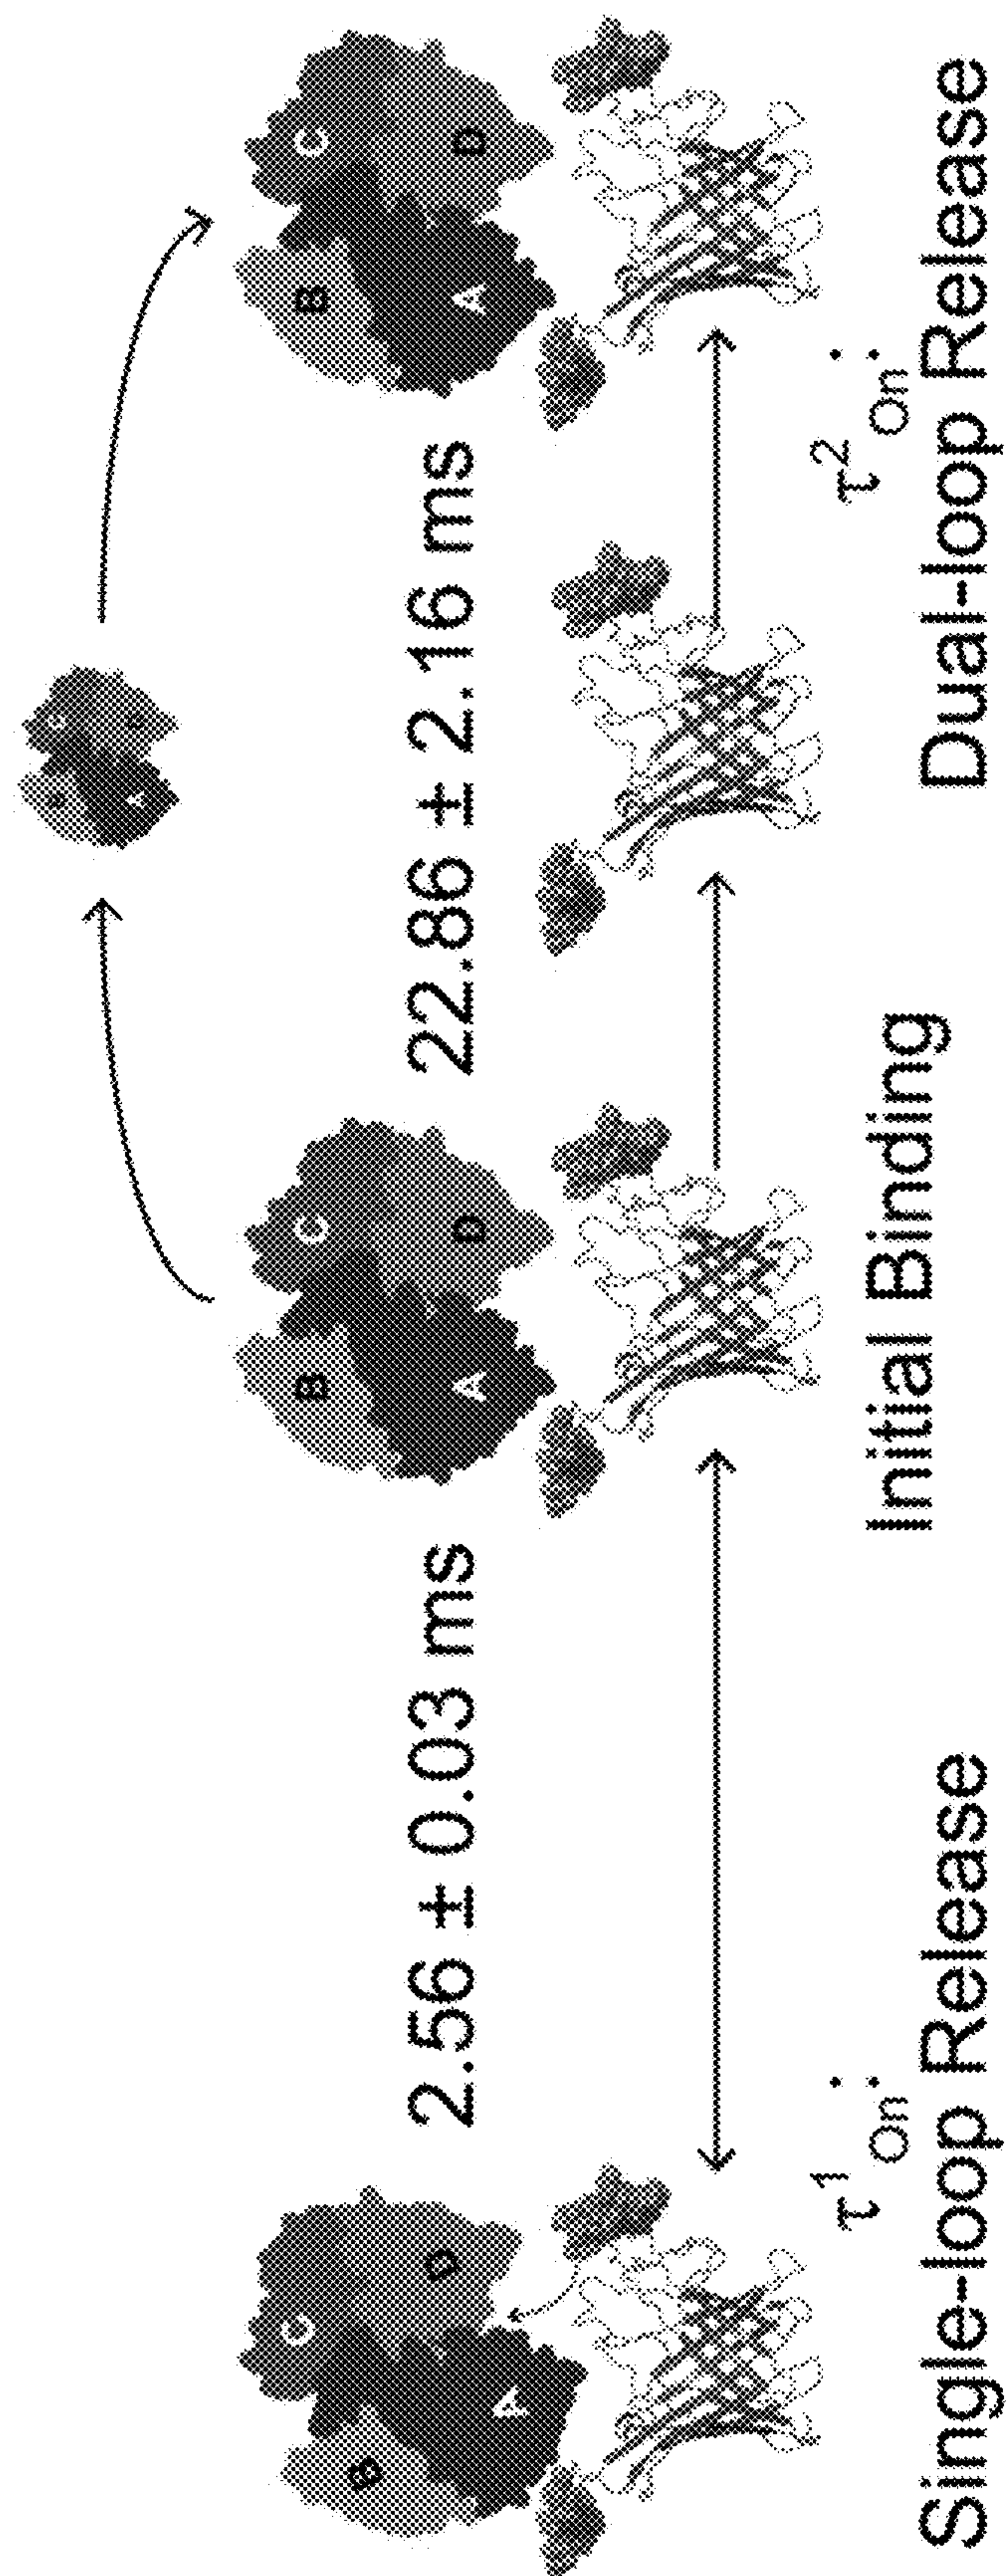 B C
A D
B C
A D
B C
A D
B C
A D
2.56 ± 0.03 ms
22.86 ± 2.16 ms
τ¹On:
Single-loop Release
Initial Binding
τ²On:
Dual-loop Release